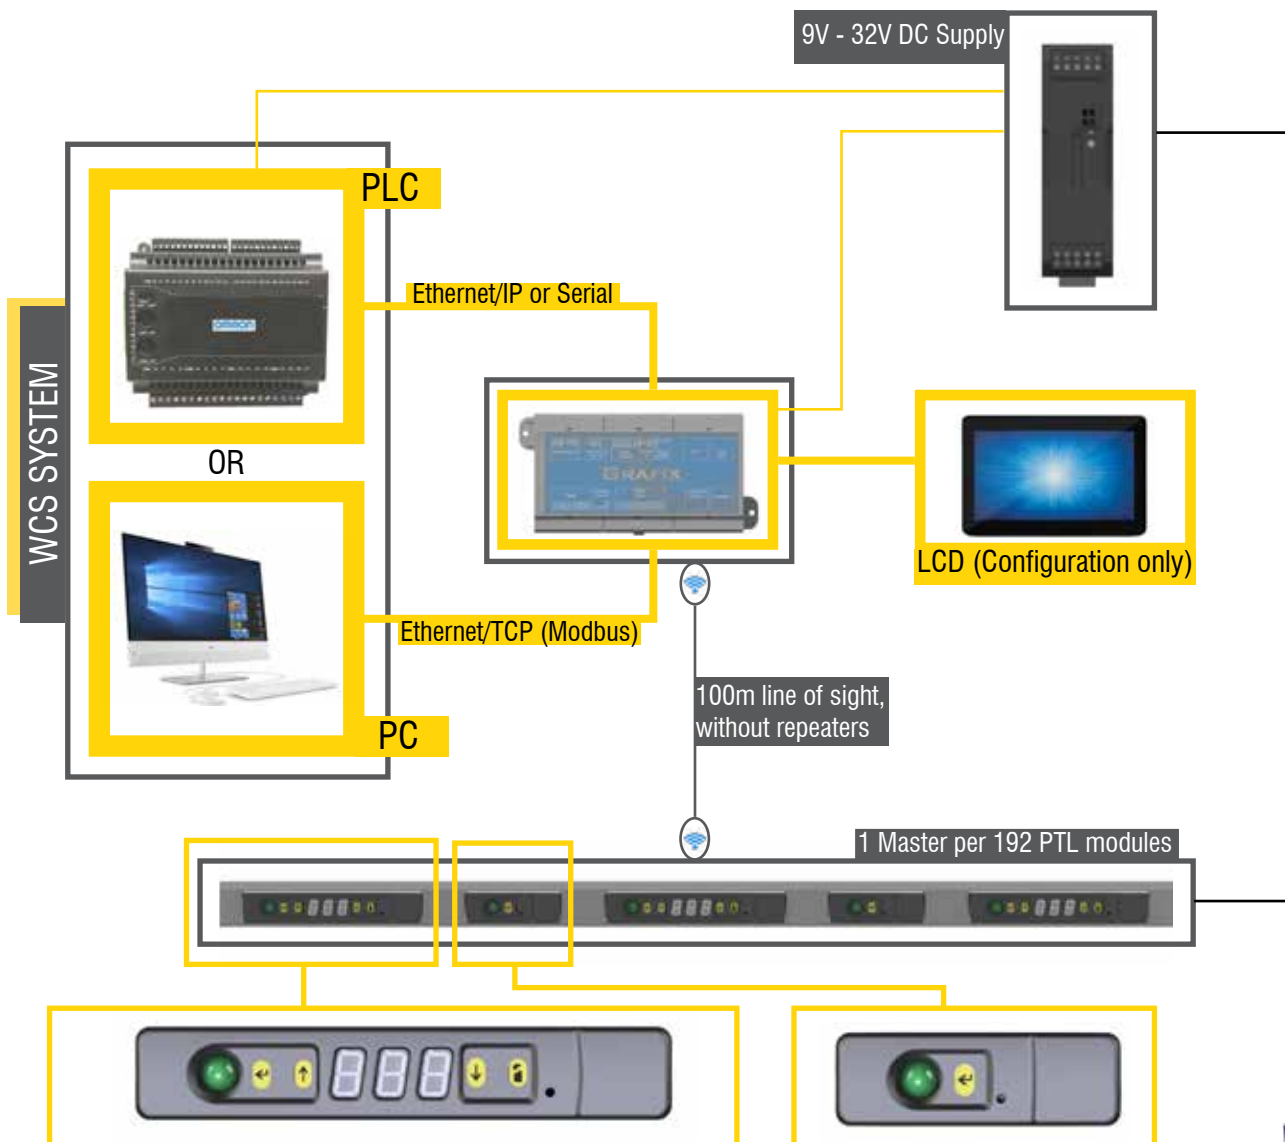 9V - 32V DC Supply
PLC
Ethernet/IP or Serial
WCS SYSTEM
OR
GRAFIX
LCD (Configuration only)
Ethernet/TCP (Modbus)
100m line of sight,
without repeaters
PC
1 Master per 192 PTL modules